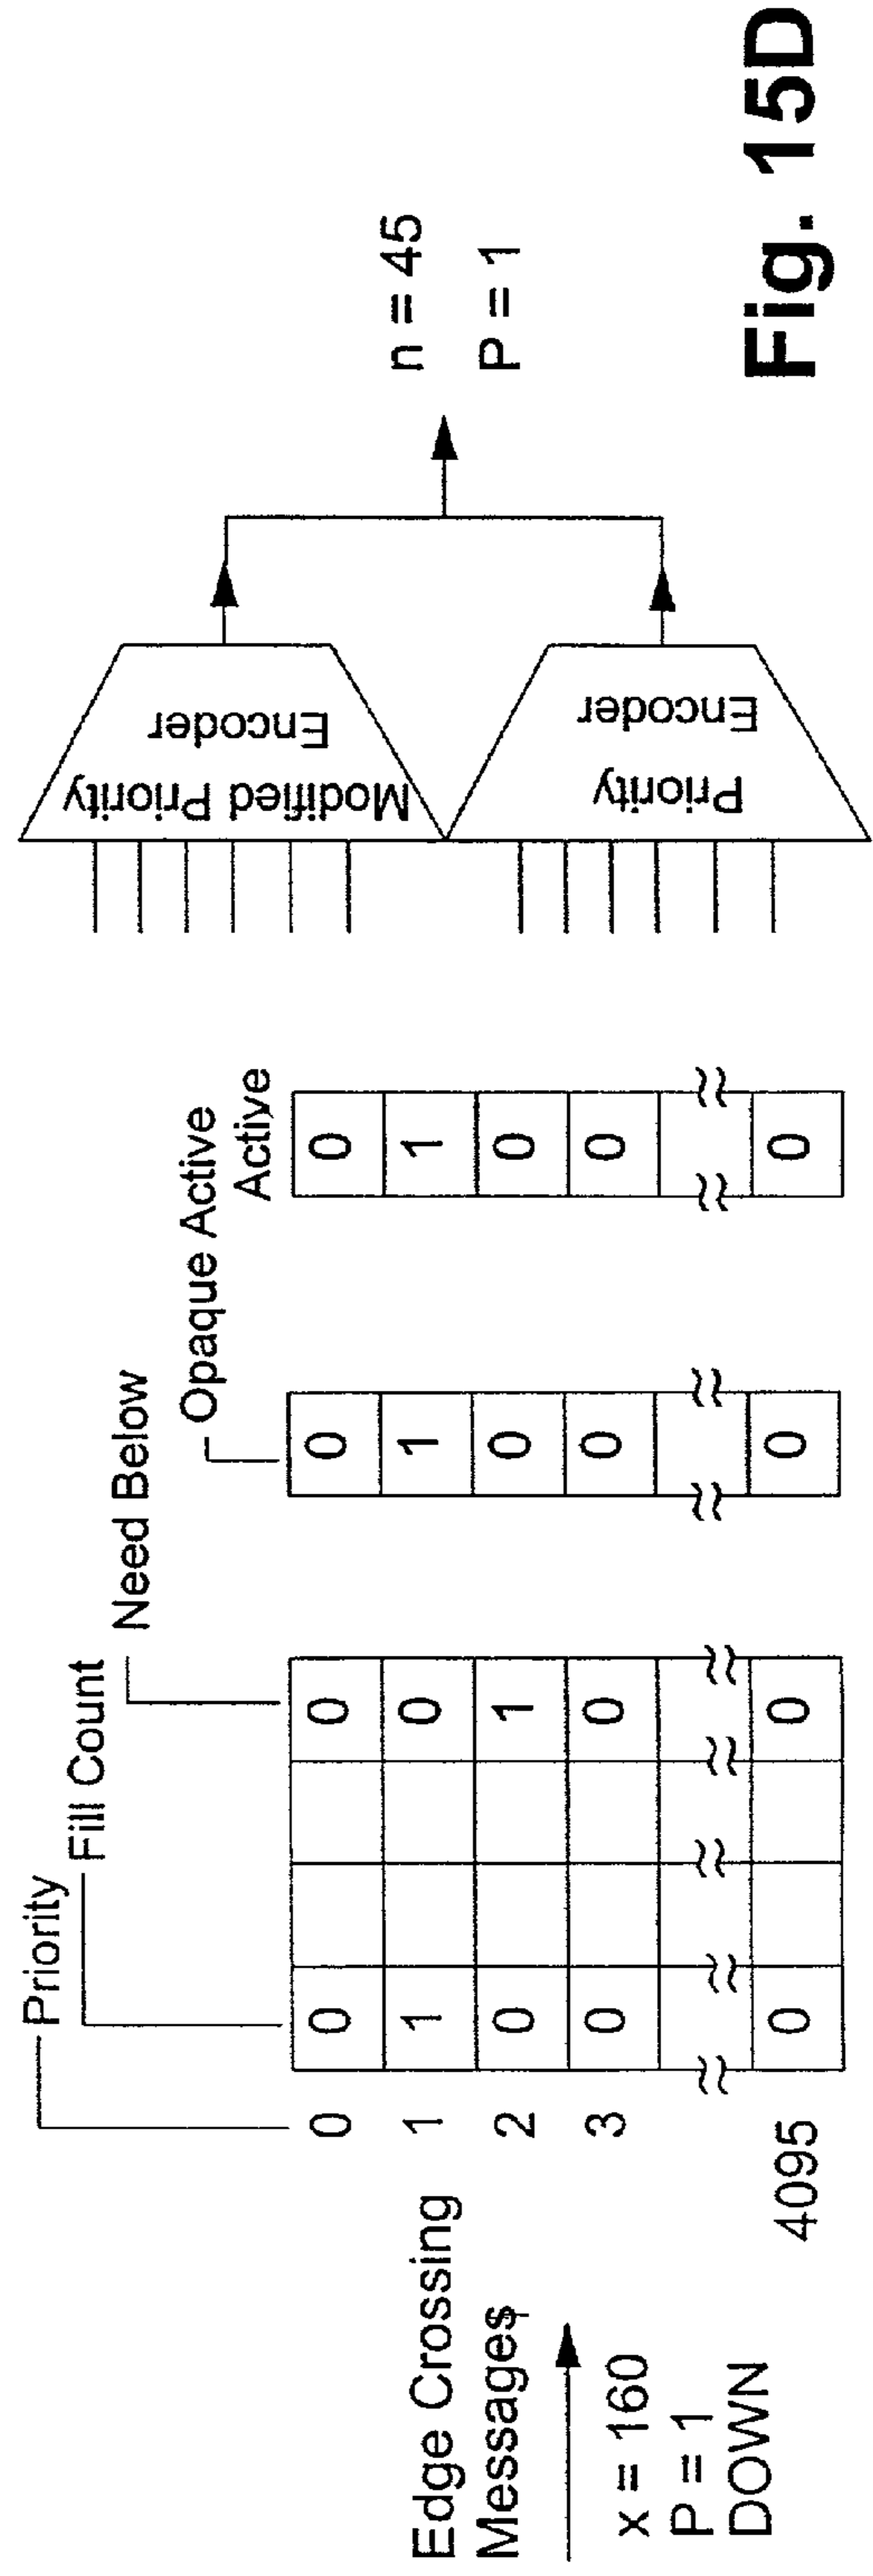 Priority
Fill Count
Need Below
Opaque Active
Active
Edge Crossing
Messages
x = 160
P = 1
DOWN
0 0 0 0 0
1 1 0 1 1
2 0 1 0 0
3 0 0 0 0
4095 0 0 0 0
Modified Priority
Encoder
Priority
Encoder
n = 45
P = 1
Fig. 15D